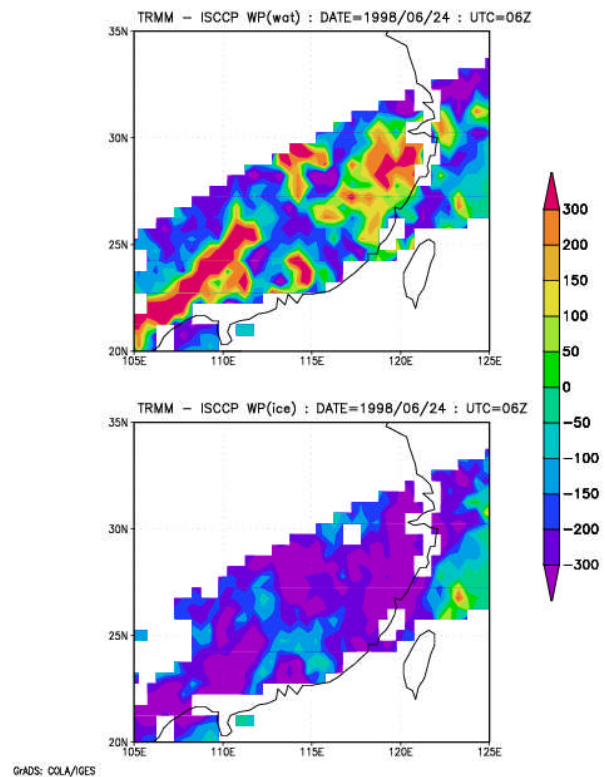 TRMM - ISCCP WP(wat) : DATE=1998/06/24 : UTC=06Z
35N
30N
25N
20N
105E 110E 115E 120E 125E
300
200
150
100
50
0
-50
-100
-150
-200
-300
TRMM - ISCCP WP(ice) : DATE=1998/06/24 : UTC=06Z
35N
30N
25N
20N
105E 110E 115E 120E 125E
GrADS: COLA/IGES